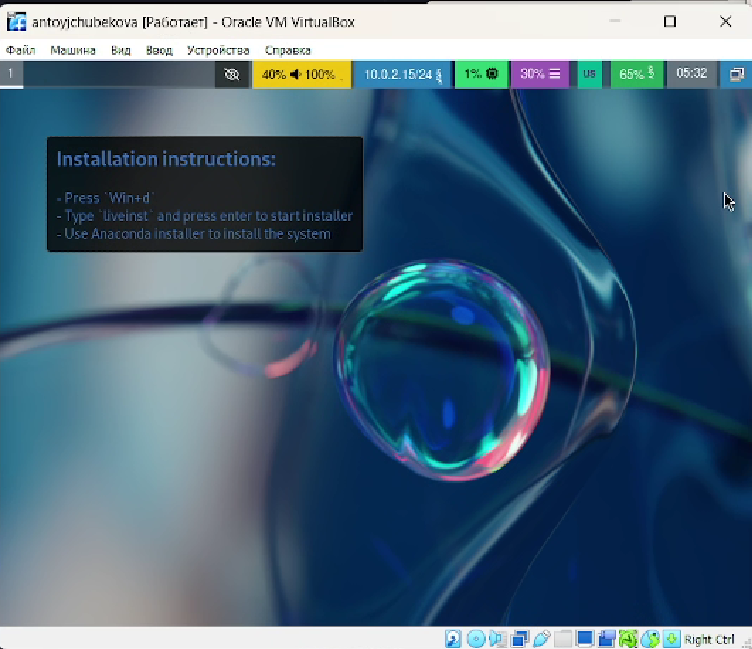 antoyjchubekova [Работает] - Oracle VM VirtualBox
Файл Машина Вид Ввод Устройства Справка
1 40% 100% 10.0.2.15/24 1% 30% US 65% 05:32
Installation instructions:
- Press `Win+d`
- Type `liveinst` and press enter to start installer
- Use Anaconda installer to install the system
Right Ctrl